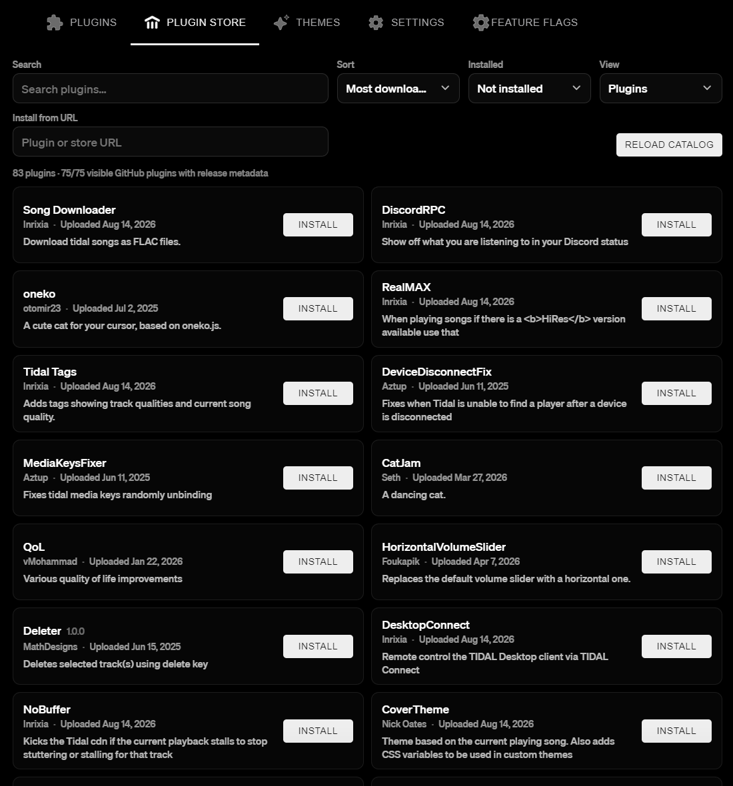 PLUGINS
PLUGIN STORE
THEMES
SETTINGS
FEATURE FLAGS
Search
Search plugins...
Sort
Most downloa...
Installed
Not installed
View
Plugins
Install from URL
Plugin or store URL
RELOAD CATALOG
83 plugins · 75/75 visible GitHub plugins with release metadata
Song Downloader
Inrixia · Uploaded Aug 14, 2026
Download tidal songs as FLAC files.
INSTALL
DiscordRPC
Inrixia · Uploaded Aug 14, 2026
Show off what you are listening to in your Discord status
INSTALL
oneko
otomir23 · Uploaded Jul 2, 2025
A cute cat for your cursor, based on oneko.js.
INSTALL
RealMAX
Inrixia · Uploaded Aug 14, 2026
When playing songs if there is a <b>HiRes</b> version
available use that
INSTALL
Tidal Tags
Inrixia · Uploaded Aug 14, 2026
Adds tags showing track qualities and current song
quality.
INSTALL
DeviceDisconnectFix
Aztup · Uploaded Jun 11, 2025
Fixes when Tidal is unable to find a player after a device
is disconnected
INSTALL
MediaKeysFixer
Aztup · Uploaded Jun 11, 2025
Fixes tidal media keys randomly unbinding
INSTALL
CatJam
Seth · Uploaded Mar 27, 2026
A dancing cat.
INSTALL
QoL
vMohammad · Uploaded Jan 22, 2026
Various quality of life improvements
INSTALL
HorizontalVolumeSlider
Foukapik · Uploaded Apr 7, 2026
Replaces the default volume slider with a horizontal one.
INSTALL
Deleter 1.0.0
MathDesigns · Uploaded Jun 15, 2025
Deletes selected track(s) using delete key
INSTALL
DesktopConnect
Inrixia · Uploaded Aug 14, 2026
Remote control the TIDAL Desktop client via TIDAL
Connect
INSTALL
NoBuffer
Inrixia · Uploaded Aug 14, 2026
Kicks the Tidal cdn if the current playback stalls to stop
stuttering or stalling for that track
INSTALL
CoverTheme
Nick Oates · Uploaded Aug 14, 2026
Theme based on the current playing song. Also adds
CSS variables to be used in custom themes
INSTALL